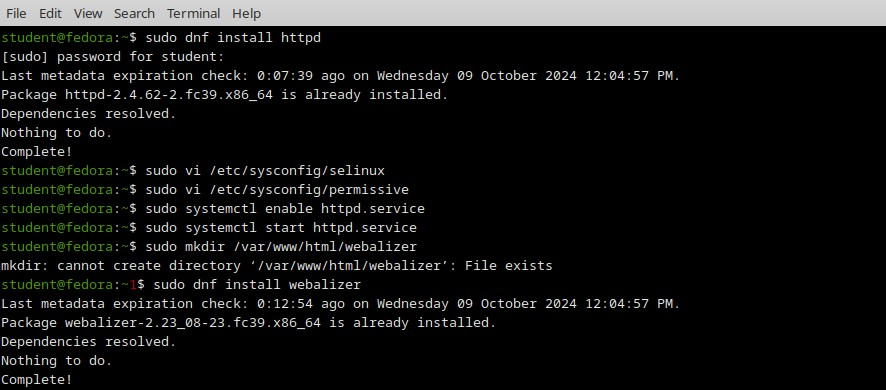 File Edit View Search Terminal Help
student@fedora:~$ sudo dnf install httpd
[sudo] password for student:
Last metadata expiration check: 0:07:39 ago on Wednesday 09 October 2024 12:04:57 PM.
Package httpd-2.4.62-2.fc39.x86_64 is already installed.
Dependencies resolved.
Nothing to do.
Complete!
student@fedora:~$ sudo vi /etc/sysconfig/selinux
student@fedora:~$ sudo vi /etc/sysconfig/permissive
student@fedora:~$ sudo systemctl enable httpd.service
student@fedora:~$ sudo systemctl start httpd.service
student@fedora:~$ sudo mkdir /var/www/html/webalizer
mkdir: cannot create directory ‘/var/www/html/webalizer’: File exists
student@fedora:~1$ sudo dnf install webalizer
Last metadata expiration check: 0:12:54 ago on Wednesday 09 October 2024 12:04:57 PM.
Package webalizer-2.23_08-23.fc39.x86_64 is already installed.
Dependencies resolved.
Nothing to do.
Complete!